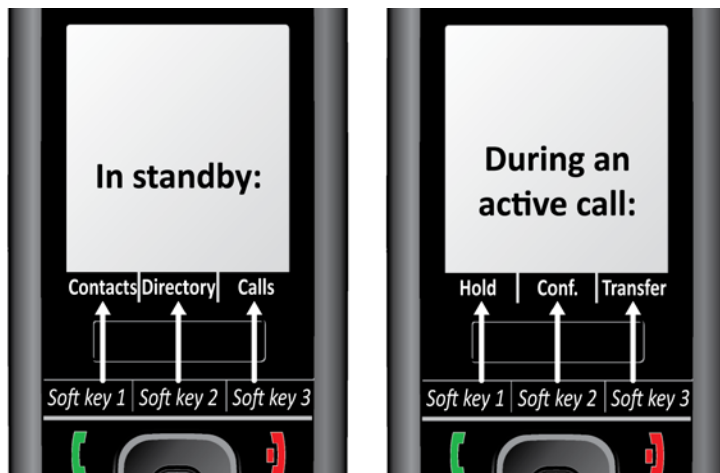 In standby:
Contacts Directory Calls
Soft key 1 Soft key 2 Soft key 3
During an
active call:
Hold Conf. Transfer
Soft key 1 Soft key 2 Soft key 3